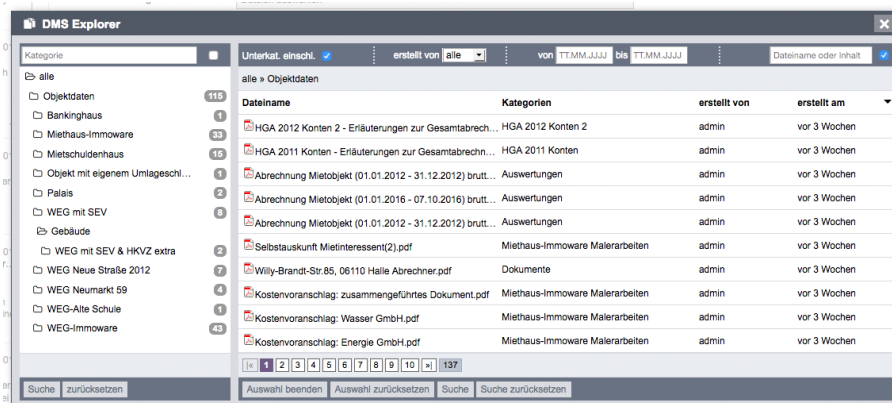 DMS Explorer
Kategorie
alle
Objektdaten 115
Bankinghaus 1
Miethaus-Immoware 33
Mietschuldenhaus 15
Objekt mit eigenem Umlageschl... 1
Palais 2
WEG mit SEV 8
Gebäude
WEG mit SEV & HKVZ extra 2
WEG Neue Straße 2012 7
WEG Neumarkt 59 4
WEG-Alte Schule 1
WEG-Immoware 43
Suche zurücksetzen
Unterkat. einschl. erstellt von alle von TT.MM.JJJJ bis TT.MM.JJJJ Dateiname oder Inhalt
alle » Objektdaten
Dateiname Kategorien erstellt von erstellt am
HGA 2012 Konten 2 - Erläuterungen zur Gesamtabrech... HGA 2012 Konten 2 admin vor 3 Wochen
HGA 2011 Konten - Erläuterungen zur Gesamtabrechn... HGA 2011 Konten admin vor 3 Wochen
Abrechnung Mietobjekt (01.01.2012 - 31.12.2012) brutt... Auswertungen admin vor 3 Wochen
Abrechnung Mietobjekt (01.01.2016 - 07.10.2016) brutt... Auswertungen admin vor 3 Wochen
Abrechnung Mietobjekt (01.01.2012 - 31.12.2012) brutt... Auswertungen admin vor 3 Wochen
Selbstauskunft Mietinteressent(2).pdf Miethaus-Immoware Malerarbeiten admin vor 3 Wochen
Willy-Brandt-Str.85, 06110 Halle Abrechner.pdf Dokumente admin vor 3 Wochen
Kostenvoranschlag: zusammengeführtes Dokument.pdf Miethaus-Immoware Malerarbeiten admin vor 3 Wochen
Kostenvoranschlag: Wasser GmbH.pdf Miethaus-Immoware Malerarbeiten admin vor 3 Wochen
Kostenvoranschlag: Energie GmbH.pdf Miethaus-Immoware Malerarbeiten admin vor 3 Wochen
|« 1 2 3 4 5 6 7 8 9 10 »| 137
Auswahl beenden Auswahl zurücksetzen Suche Suche zurücksetzen